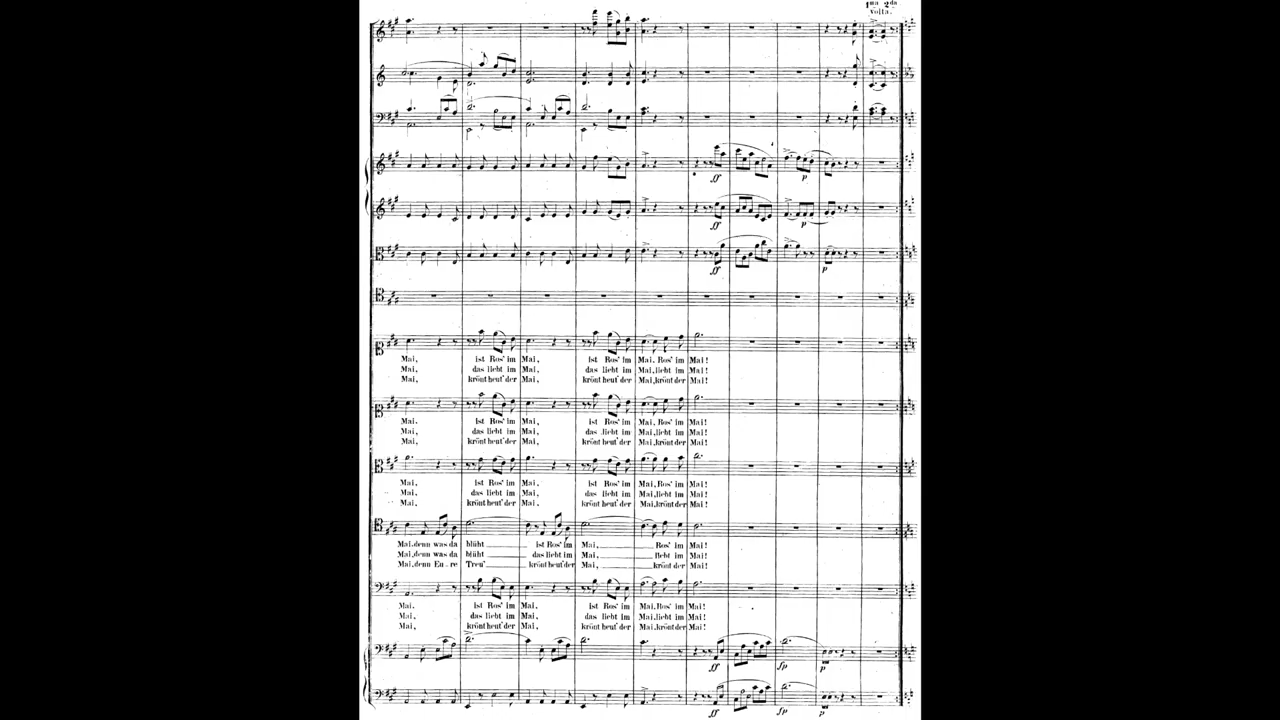 1ma 2da
Volta.
ff
p
ff
p
ff
p
Mai, ist Ros' im Mai, ist Ros' im Mai, Ros' im Mai!
Mai, das liebt im Mai, das liebt im Mai, liebt im Mai!
Mai, krönt heut' der Mai, krönt heut' der Mai, krönt der Mai!
Mai, ist Ros' im Mai, ist Ros' im Mai, Ros' im Mai!
Mai, das liebt im Mai, das liebt im Mai, liebt im Mai!
Mai, krönt heut' der Mai, krönt heut' der Mai, krönt der Mai!
Mai, ist Ros' im Mai. ist Ros' im Mai, Ros' im Mai!
Mai, das liebt im Mai, das liebt im Mai, liebt im Mai!
Mai, krönt heut' der Mai, krönt heut' der Mai, krönt der Mai!
Mai, denn was da blüht ist Ros' im Mai, Ros' im Mai!
Mai, denn was da blüht das liebt im Mai, liebt im Mai!
Mai, denn Eu_re Treu' krönt heut' der Mai, krönt der Mai!
Mai. ist Ros' im Mai, ist Ros' im Mai, Ros' im Mai!
Mai, das liebt im Mai, das liebt im Mai, liebt im Mai!
Mai, krönt heut' der Mai, krönt heut' der Mai, krönt der Mai!
ff fp p
ff fp p